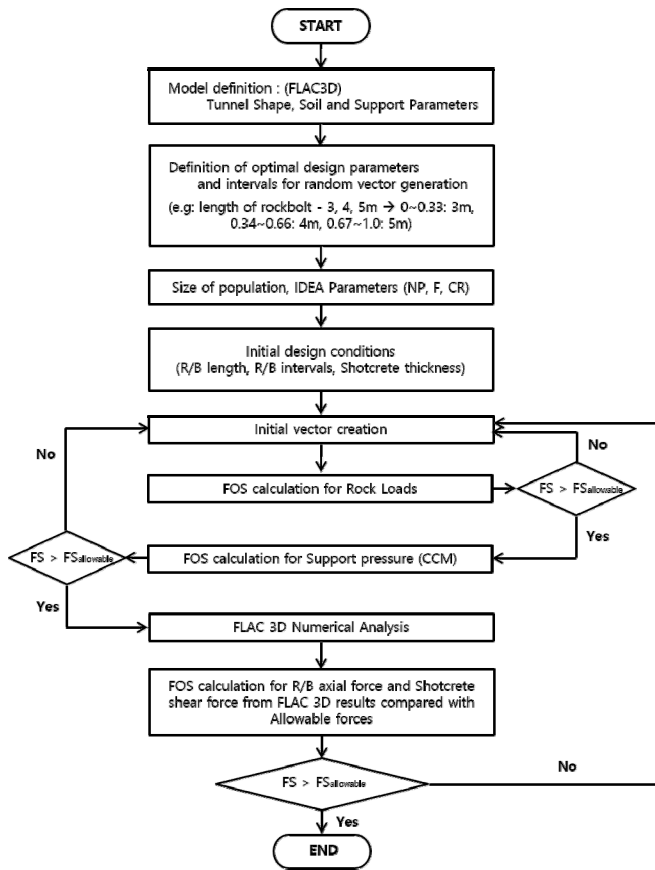 START
Model definition : (FLAC3D)
Tunnel Shape, Soil and Support Parameters
Definition of optimal design parameters
and intervals for random vector generation
(e.g: length of rockbolt - 3, 4, 5m → 0~0.33: 3m,
0.34~0.66: 4m, 0.67~1.0: 5m)
Size of population, IDEA Parameters (NP, F, CR)
Initial design conditions
(R/B length, R/B intervals, Shotcrete thickness)
Initial vector creation
No
No
FOS calculation for Rock Loads
FS > FSallowable
Yes
FS > FSallowable
FOS calculation for Support pressure (CCM)
Yes
FLAC 3D Numerical Analysis
FOS calculation for R/B axial force and Shotcrete
shear force from FLAC 3D results compared with
Allowable forces
FS > FSallowable
No
Yes
END